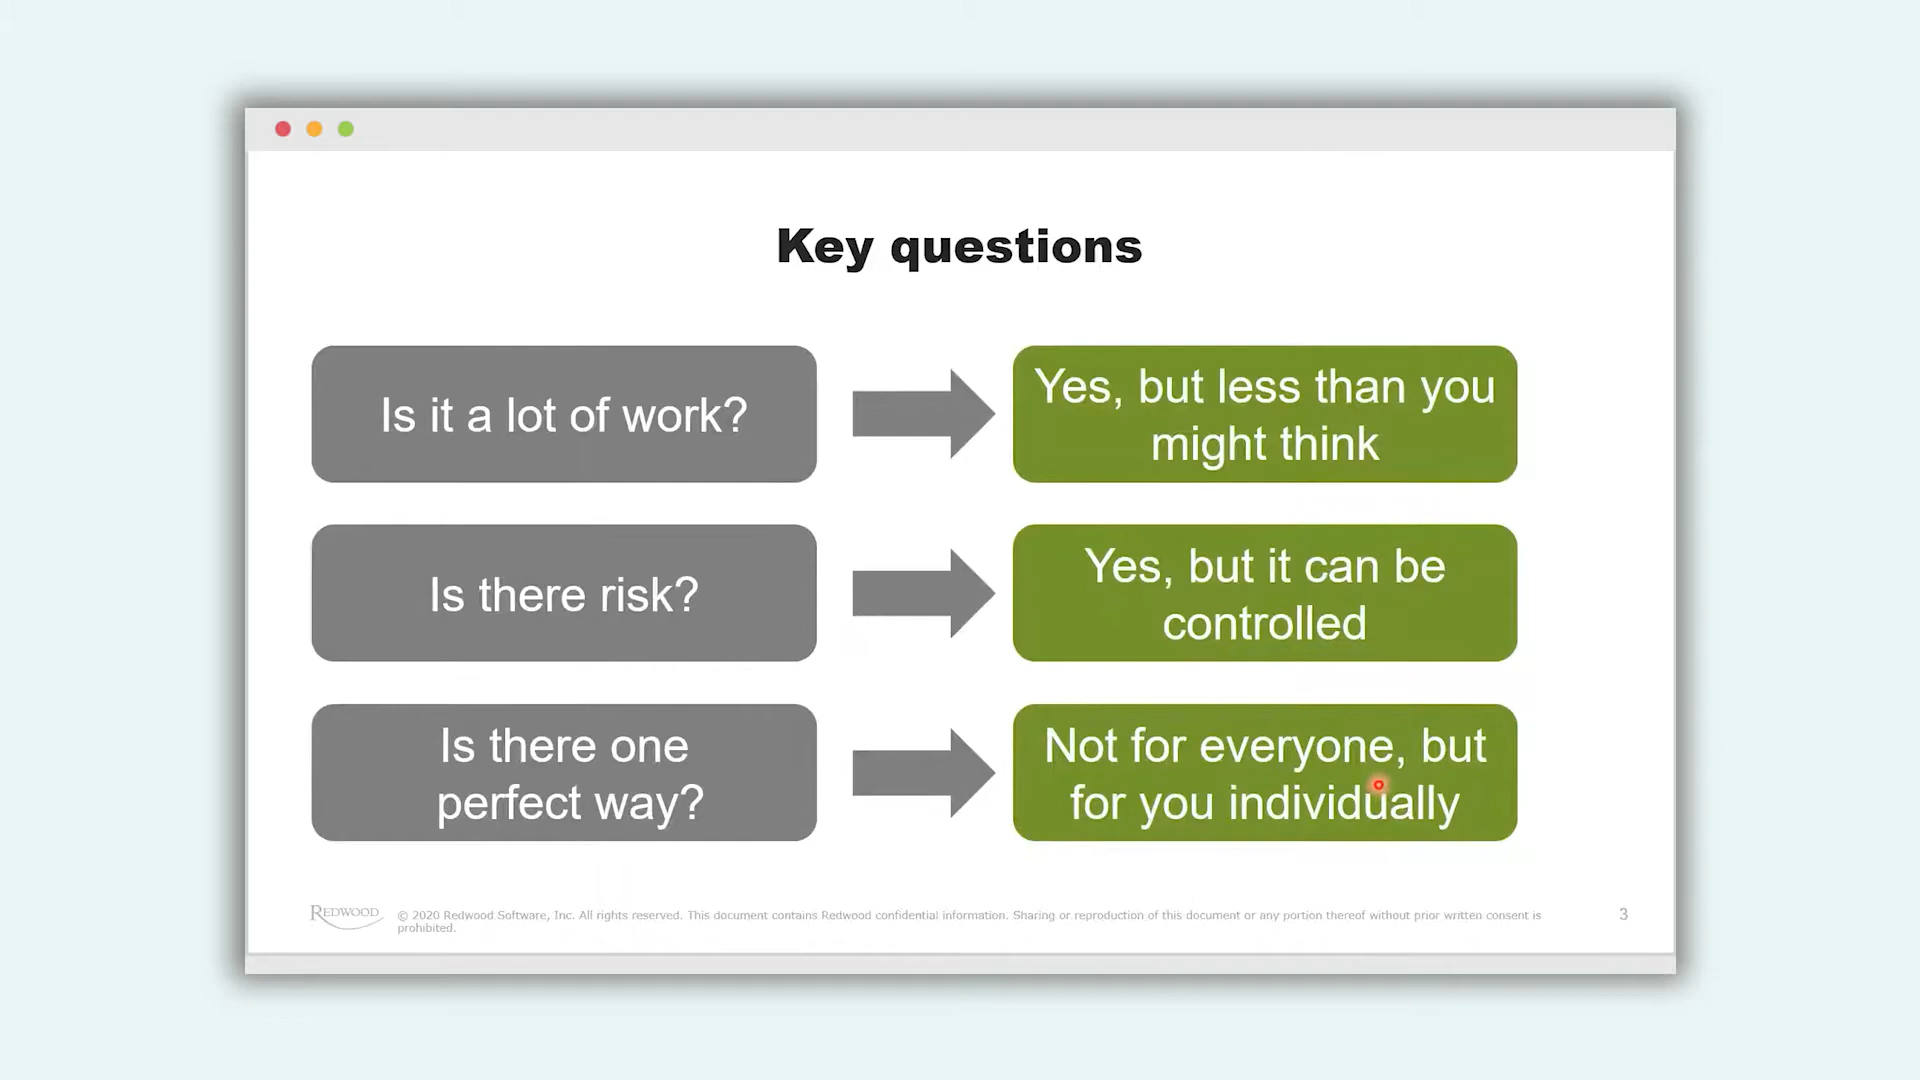 Key questions
Is it a lot of work?
Yes, but less than you
might think
Is there risk?
Yes, but it can be
controlled
Is there one
perfect way?
Not for everyone, but
for you individually
REDWOOD
© 2020 Redwood Software, Inc. All rights reserved. This document contains Redwood confidential information. Sharing or reproduction of this document or any portion thereof without prior written consent is
prohibited.
3